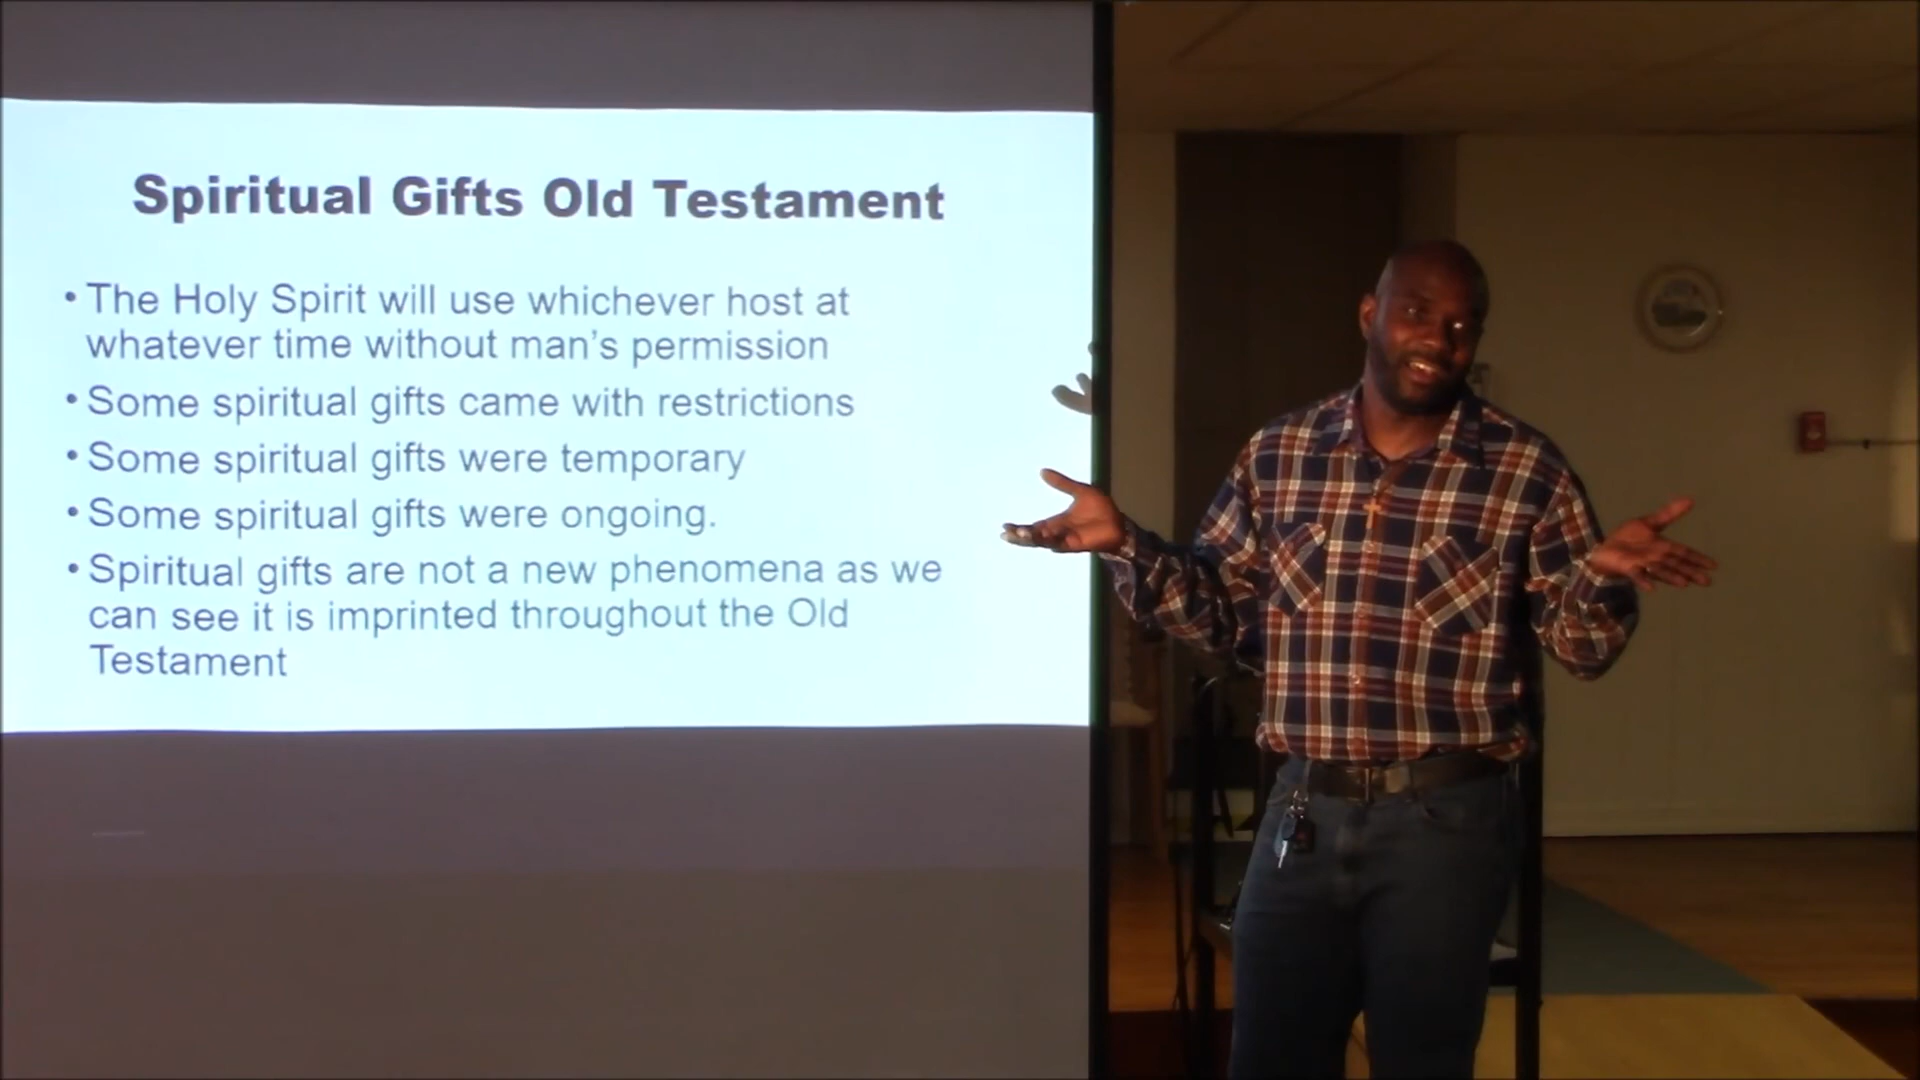 Spiritual Gifts Old Testament
• The Holy Spirit will use whichever host at
whatever time without man's permission
• Some spiritual gifts came with restrictions
• Some spiritual gifts were temporary
• Some spiritual gifts were ongoing.
• Spiritual gifts are not a new phenomena as we
can see it is imprinted throughout the Old
Testament